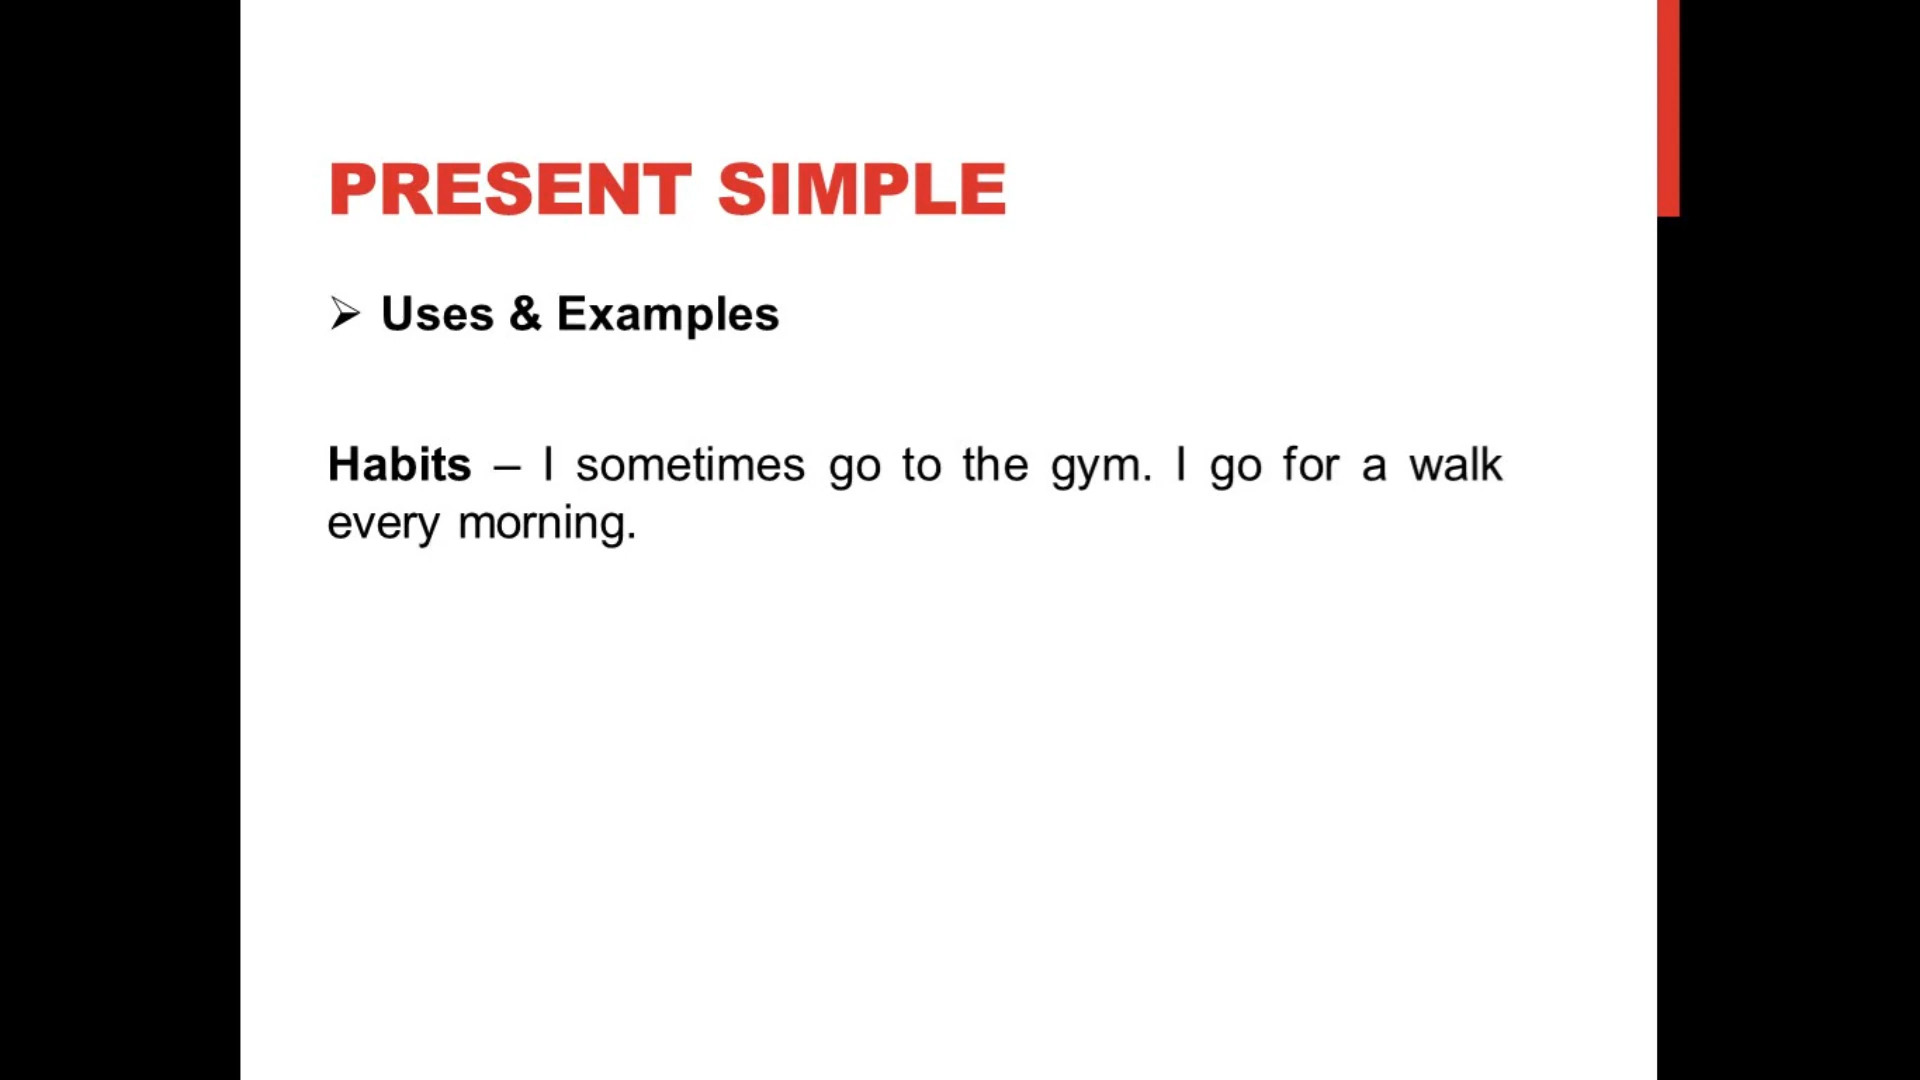 PRESENT SIMPLE
➢ Uses & Examples
Habits – I sometimes go to the gym. I go for a walk
every morning.